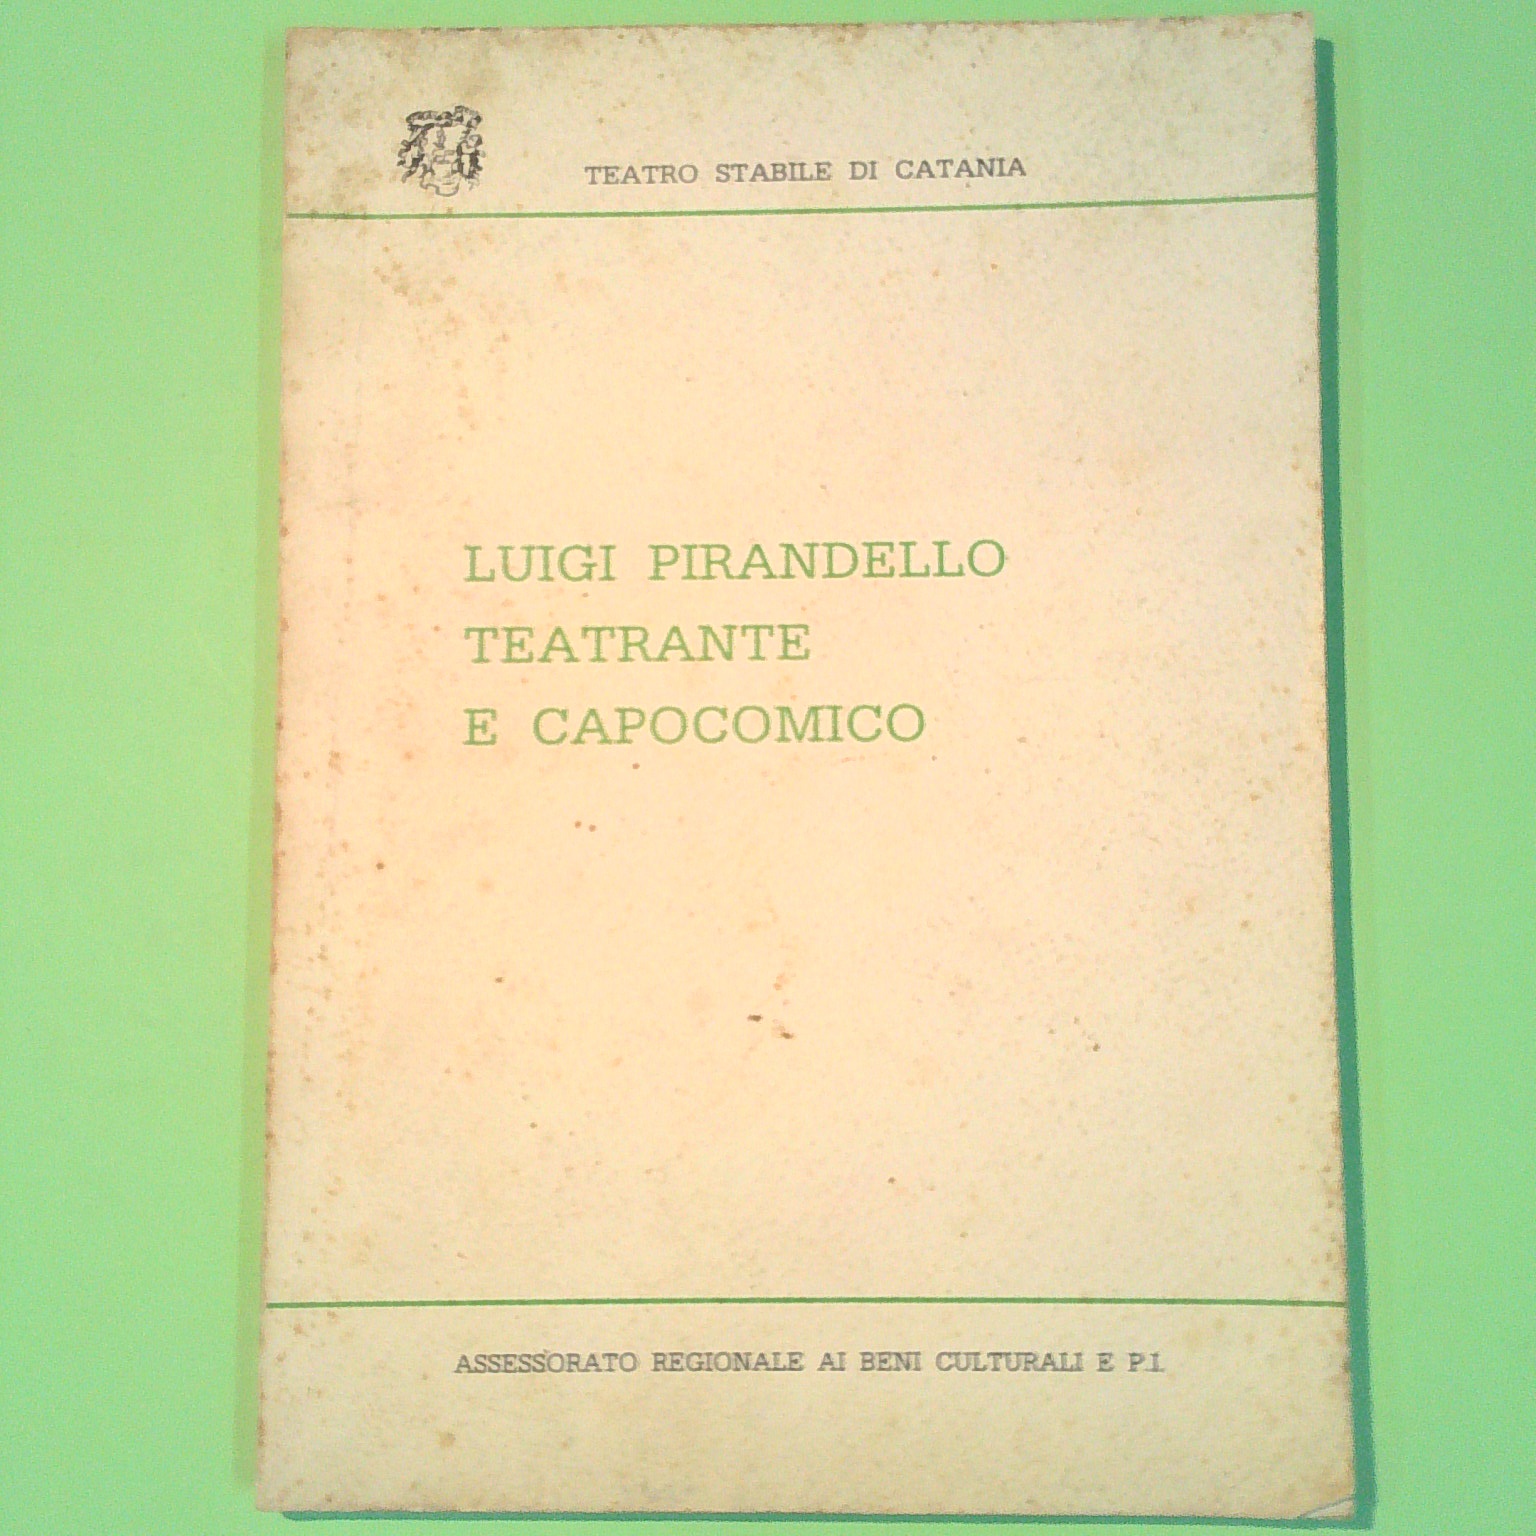 TEATRO STABILE DI CATANIA
LUIGI PIRANDELLO
TEATRANTE
E CAPOCOMICO
ASSESSORATO REGIONALE AI BENI CULTURALI E P.I.